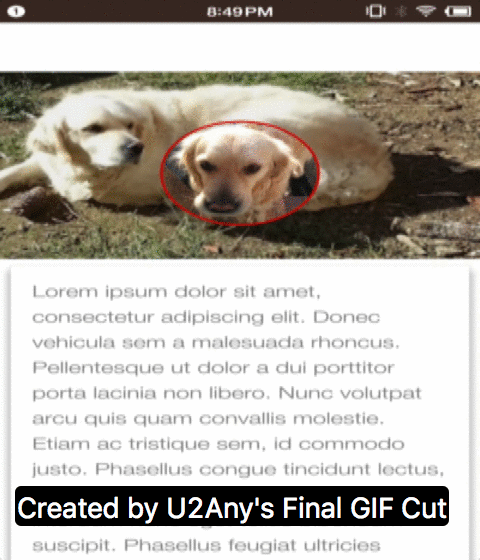 1
8:49PM
Lorem ipsum dolor sit amet,
consectetur adipiscing elit. Donec
vehicula sem a malesuada rhoncus.
Pellentesque ut dolor a dui porttitor
porta lacinia non libero. Nunc volutpat
arcu quis quam convallis molestie.
Etiam ac tristique sem, id commodo
justo. Phasellus congue tincidunt lectus,
Created by U2Any's Final GIF Cut
suscipit. Phasellus feugiat ultricies